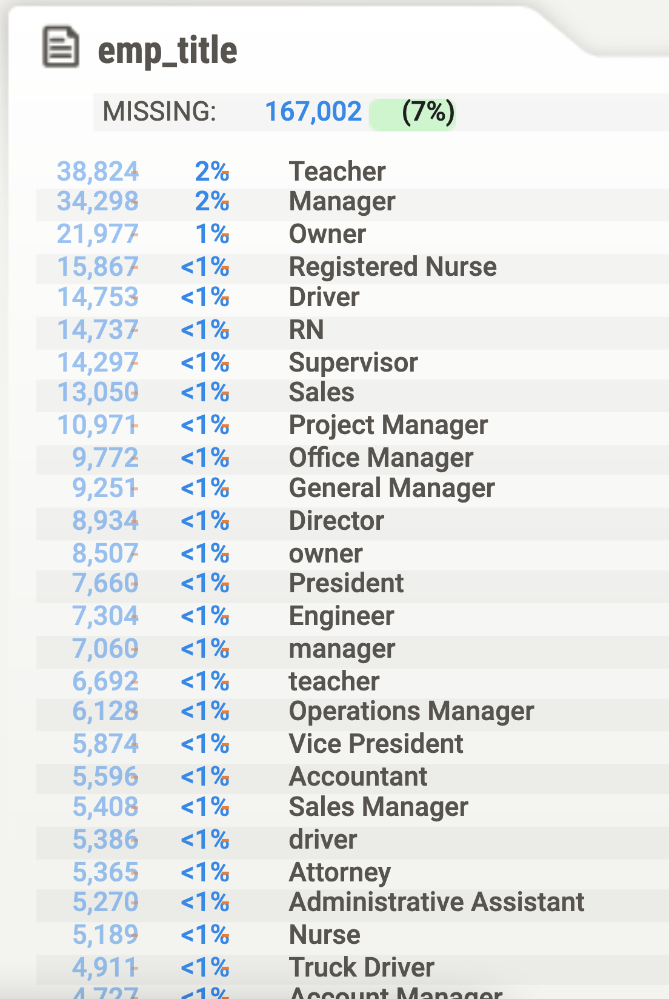 emp_title
MISSING: 167,002 (7%)
38,824 2% Teacher
34,298 2% Manager
21,977 1% Owner
15,867 <1% Registered Nurse
14,753 <1% Driver
14,737 <1% RN
14,297 <1% Supervisor
13,050 <1% Sales
10,971 <1% Project Manager
9,772 <1% Office Manager
9,251 <1% General Manager
8,934 <1% Director
8,507 <1% owner
7,660 <1% President
7,304 <1% Engineer
7,060 <1% manager
6,692 <1% teacher
6,128 <1% Operations Manager
5,874 <1% Vice President
5,596 <1% Accountant
5,408 <1% Sales Manager
5,386 <1% driver
5,365 <1% Attorney
5,270 <1% Administrative Assistant
5,189 <1% Nurse
4,911 <1% Truck Driver
4,727 <1% Account Manager